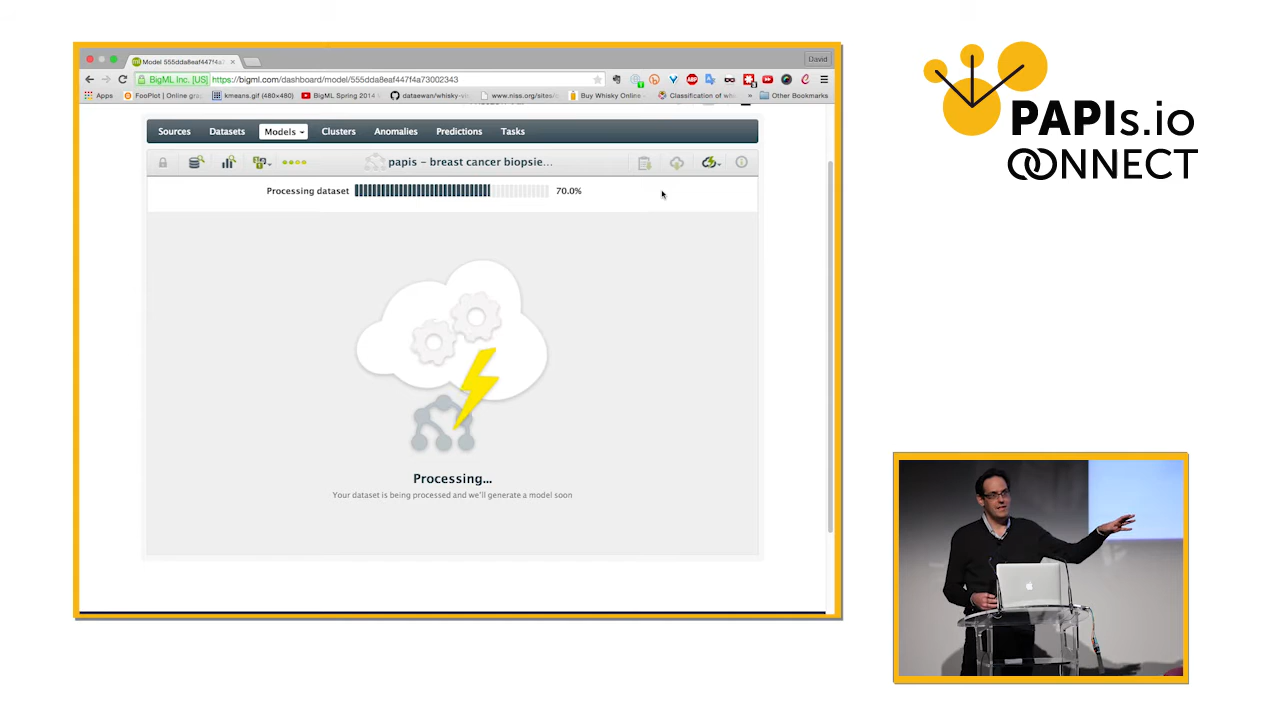 Model 555dda8eaf447f4a7
David
BigML Inc. [US] https://bigml.com/dashboard/model/555dda8eaf447f4a73002343
Apps FooPlot | Online gra kmeans.gif (480×480) BigML Spring 2014 dataewan/whisky-vi www.niss.org/sites/ Buy Whisky Online Classification of whi » Other Bookmarks
Sources Datasets Models Clusters Anomalies Predictions Tasks
papis – breast cancer biopsie...
Processing dataset 70.0%
Processing...
Your dataset is being processed and we'll generate a model soon
PAPIs.io
CONNECT